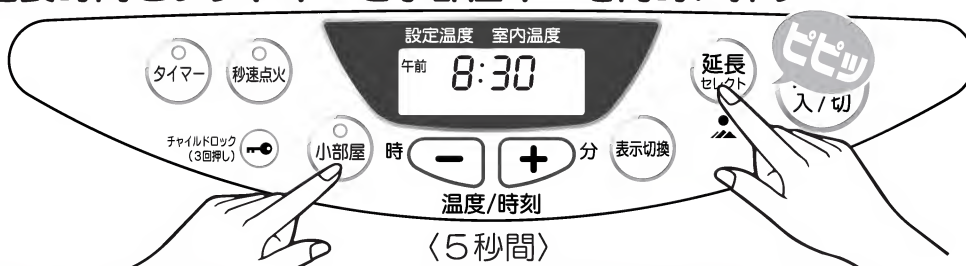 設定温度 室内温度
午前 8:30
タイマー
秒速点火
延長
セレクト
ピピッ
入/切
チャイルドロック
(3回押し)
小部屋
時 − + 分
表示切換
温度/時刻
〈5秒間〉